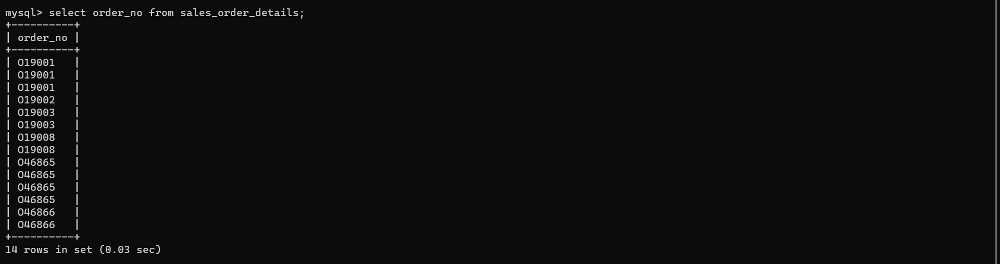 mysql> select order_no from sales_order_details;
+----------+
| order_no |
+----------+
| O19001   |
| O19001   |
| O19001   |
| O19002   |
| O19003   |
| O19003   |
| O19008   |
| O19008   |
| O46865   |
| O46865   |
| O46865   |
| O46865   |
| O46866   |
| O46866   |
+----------+
14 rows in set (0.03 sec)